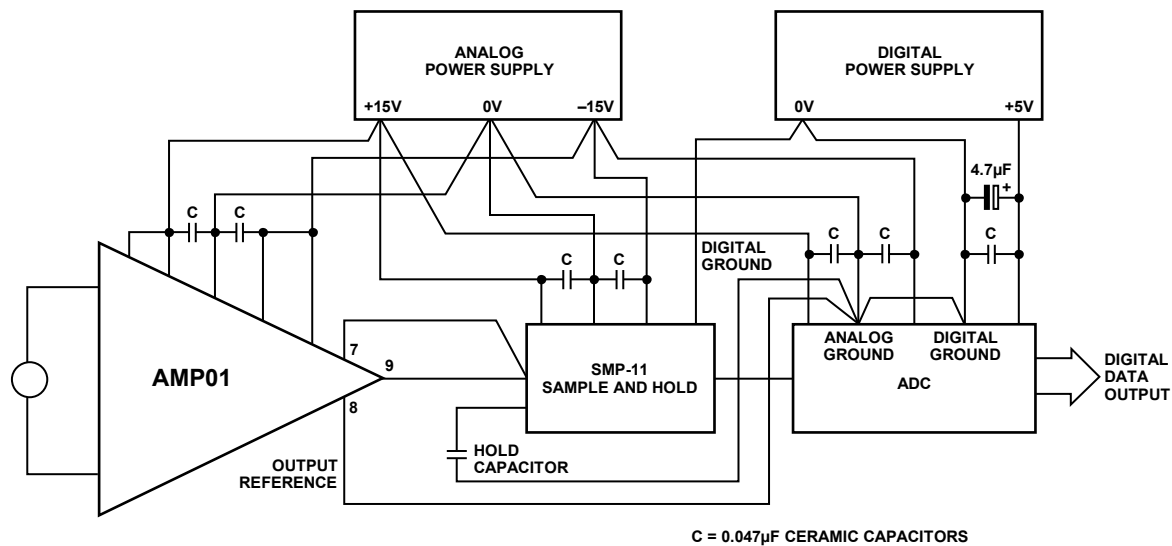 ANALOG
POWER SUPPLY
+15V
0V
–15V
DIGITAL
POWER SUPPLY
0V
+5V
4.7µF
+
C
C
C
C
DIGITAL
GROUND
C
C
C
7
9
8
AMP01
OUTPUT
REFERENCE
SMP-11
SAMPLE AND HOLD
HOLD
CAPACITOR
ANALOG
GROUND
DIGITAL
GROUND
ADC
DIGITAL
DATA
OUTPUT
C = 0.047µF CERAMIC CAPACITORS